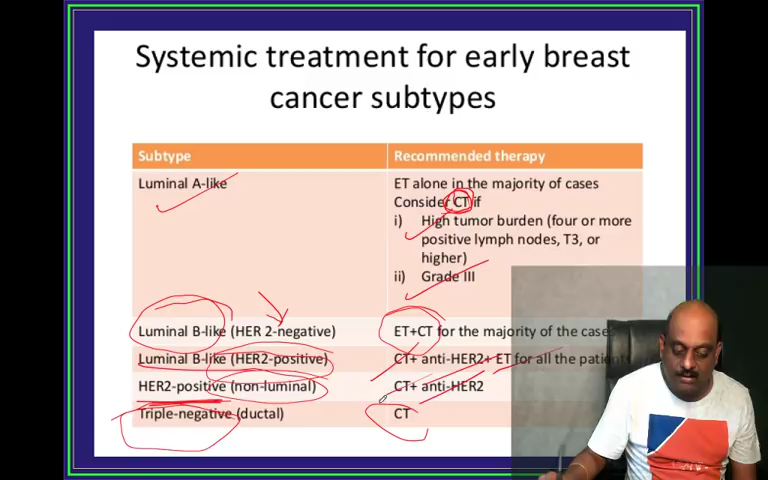 Systemic treatment for early breast
cancer subtypes
Subtype
Recommended therapy
Luminal A-like
ET alone in the majority of cases
Consider CT if
i) High tumor burden (four or more
positive lymph nodes, T3, or
higher)
ii) Grade III
Luminal B-like (HER 2-negative)
ET+CT for the majority of the case
Luminal B-like (HER2-positive)
CT+ anti-HER2+ ET for all the patients
HER2-positive (non-luminal)
CT+ anti-HER2
Triple-negative (ductal)
CT